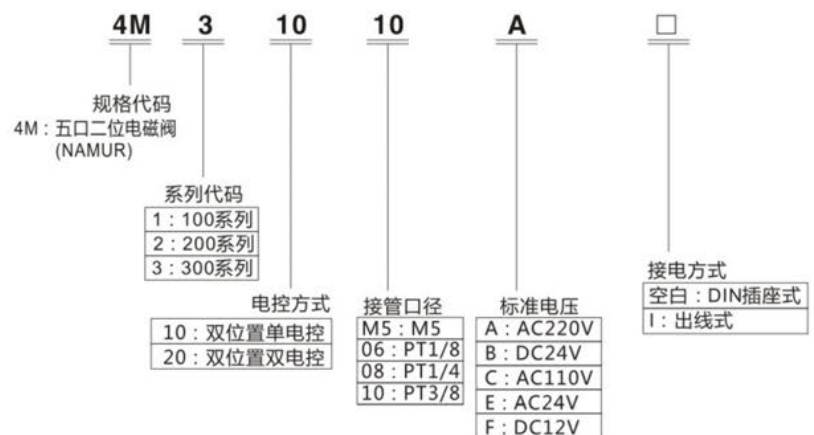 4M 3 10 10 A □
规格代码
4M：五口二位电磁阀
(NAMUR)
系列代码
1：100系列
2：200系列
3：300系列
电控方式
10：双位置单电控
20：双位置双电控
接管口径
M5：M5
06：PT1/8
08：PT1/4
10：PT3/8
标准电压
A：AC220V
B：DC24V
C：AC110V
E：AC24V
F：DC12V
接电方式
空白：DIN插座式
I：出线式